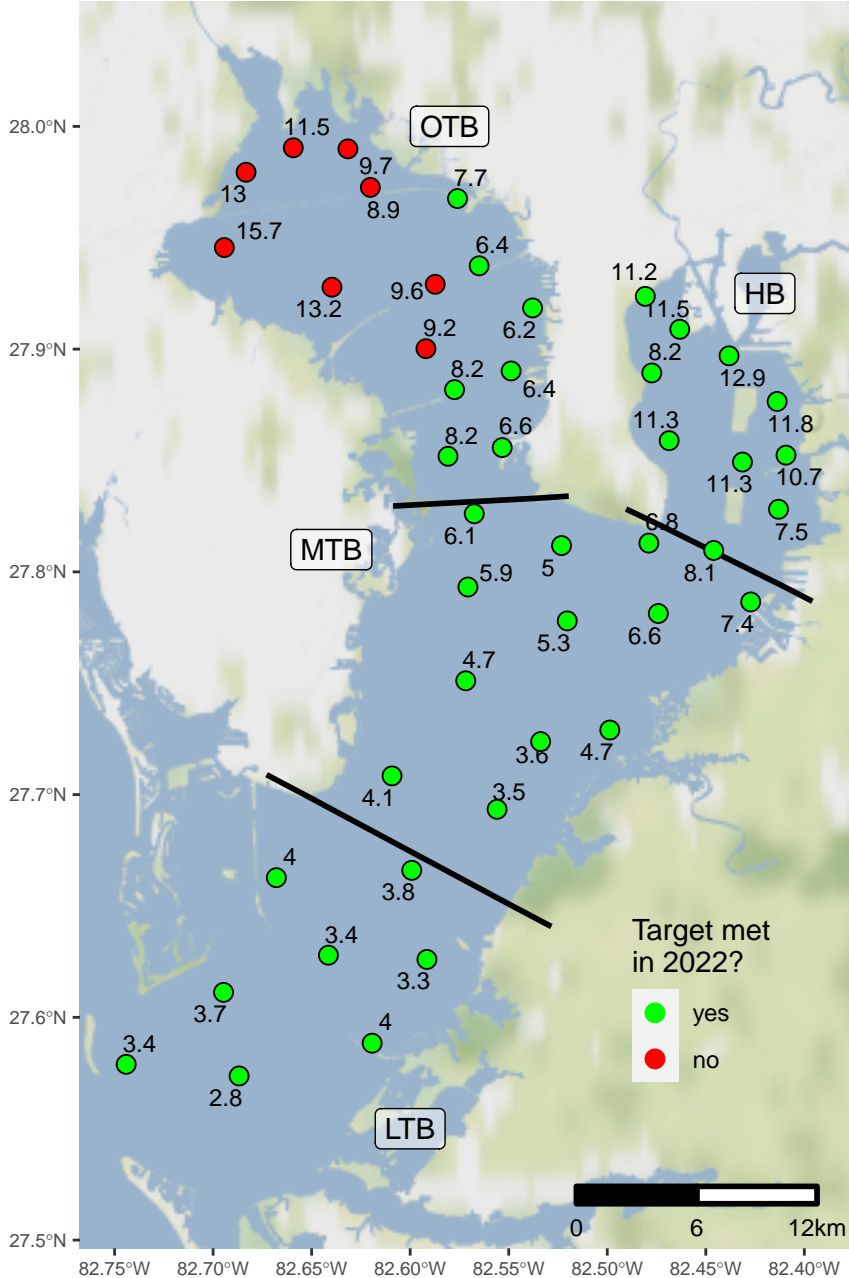 28.0°N
11.5
OTB
9.7
13
8.9
7.7
15.7
6.4
11.2
HB
13.2
9.6
11.5
6.2
9.2
27.9°N
8.2
12.9
8.2
6.4
11.8
8.2
6.6
11.3
11.3
10.7
6.1
6.8
7.5
MTB
5
8.1
27.8°N
5.9
7.4
5.3
6.6
4.7
3.6
4.7
4.1
3.5
27.7°N
4
3.8
3.4
Target met
in 2022?
3.3
3.7
yes
27.6°N
4
3.4
no
2.8
LTB
0 6 12km
27.5°N
82.75°W 82.70°W 82.65°W 82.60°W 82.55°W 82.50°W 82.45°W 82.40°W